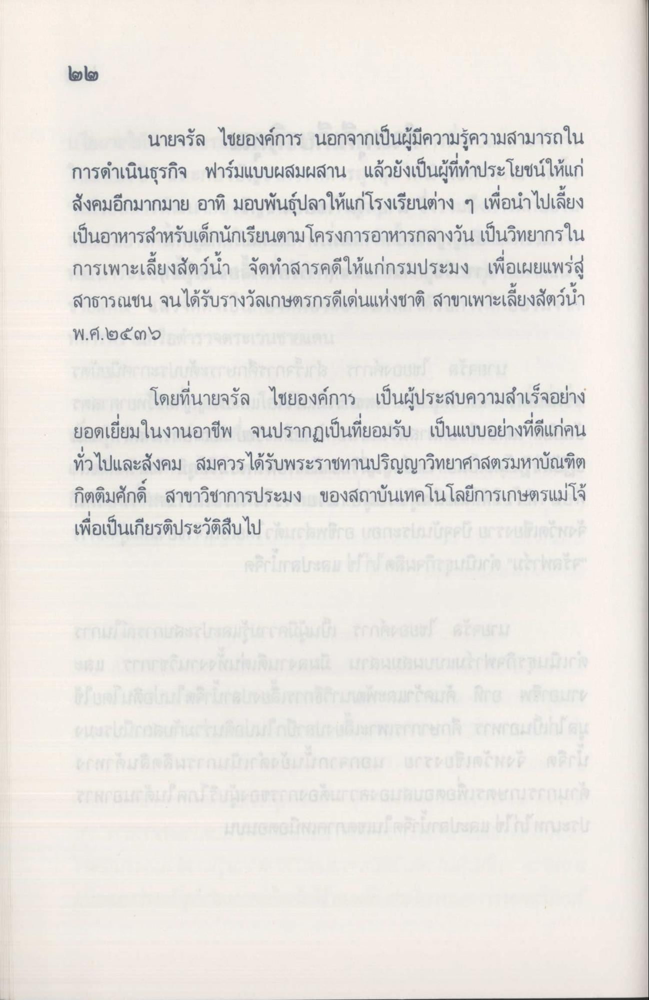 ๒๒
นายจรัล ไชยองค์การ นอกจากเป็นผู้มีความรู้ความสามารถใน
การดำเนินธุรกิจ ฟาร์มแบบผสมผสาน แล้วยังเป็นผู้ที่ทำประโยชน์ให้แก่
สังคมอีกมากมาย อาทิ มอบพันธุ์ปลาให้แก่โรงเรียนต่าง ๆ เพื่อนำไปเลี้ยง
เป็นอาหารสำหรับเด็กนักเรียนตามโครงการอาหารกลางวัน เป็นวิทยากรใน
การเพาะเลี้ยงสัตว์น้ำ จัดทำสารคดีให้แก่กรมประมง เพื่อเผยแพร่สู่
สาธารณชน จนได้รับรางวัลเกษตรกรดีเด่นแห่งชาติ สาขาเพาะเลี้ยงสัตว์น้ำ
พ.ศ.๒๕๓๖
โดยที่นายจรัล ไชยองค์การ เป็นผู้ประสบความสำเร็จอย่าง
ยอดเยี่ยมในงานอาชีพ จนปรากฏเป็นที่ยอมรับ เป็นแบบอย่างที่ดีแก่คน
ทั่วไปและสังคม สมควรได้รับพระราชทานปริญญาวิทยาศาสตรมหาบัณฑิต
กิตติมศักดิ์ สาขาวิชาการประมง ของสถาบันเทคโนโลยีการเกษตรแม่โจ้
เพื่อเป็นเกียรติประวัติสืบไป